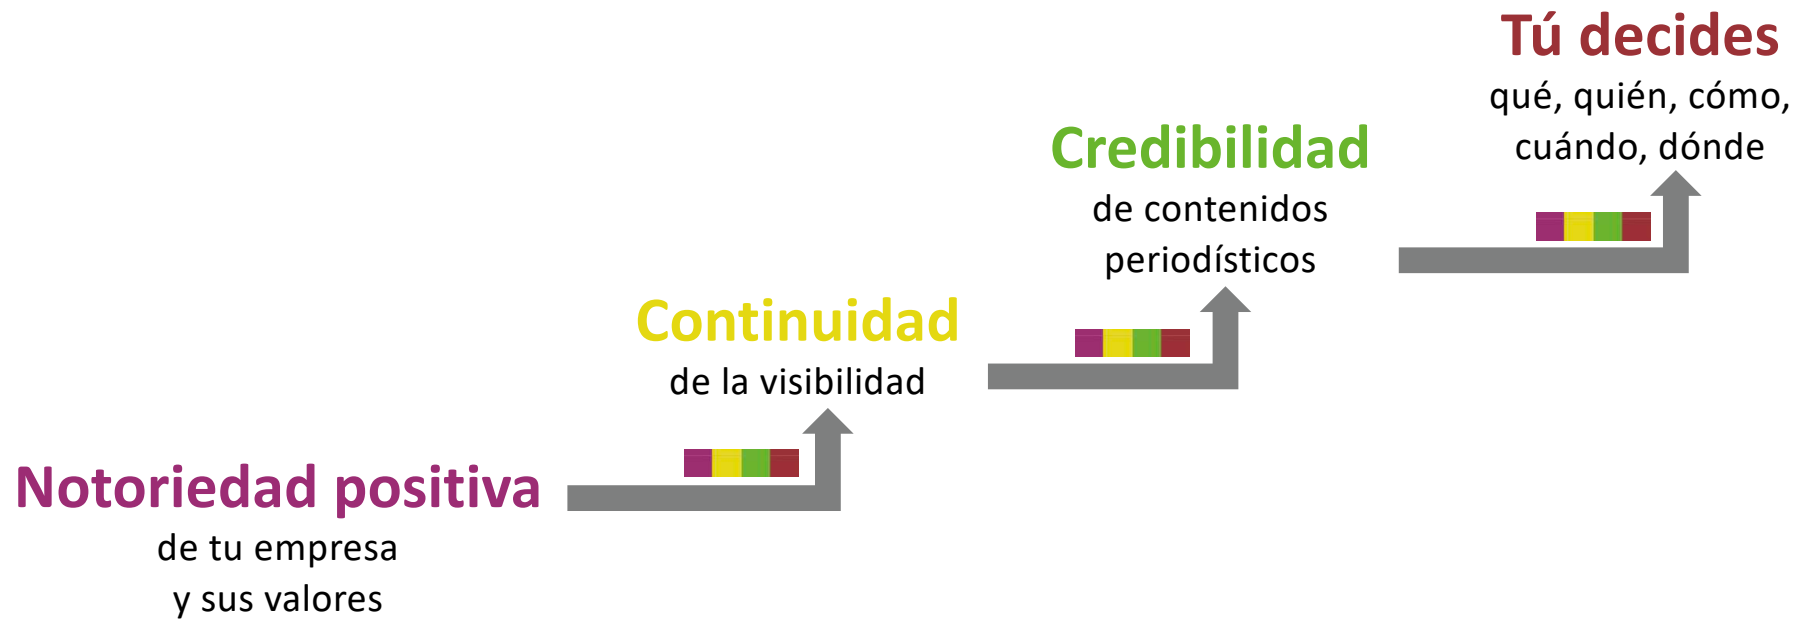 Notoriedad positiva
de tu empresa
y sus valores
Continuidad
de la visibilidad
Credibilidad
de contenidos
periodísticos
Tú decides
qué, quién, cómo,
cuándo, dónde